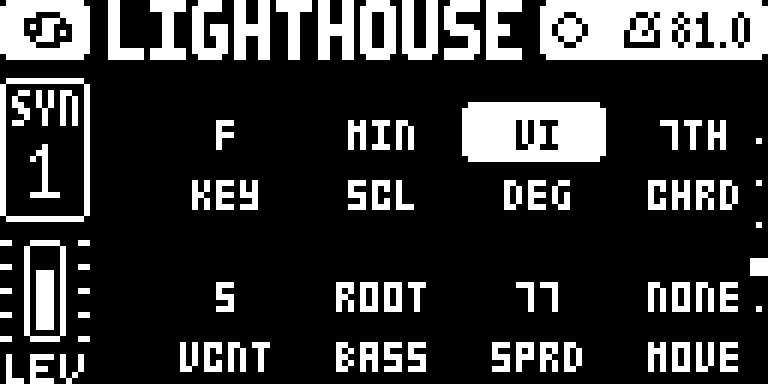 LIGHTHOUSE 81.0
SYN
1
F MIN VI 7TH
KEY SCL DEG CHRD
5 ROOT 77 NONE
VCNT BASS SPRD MOVE
LEV